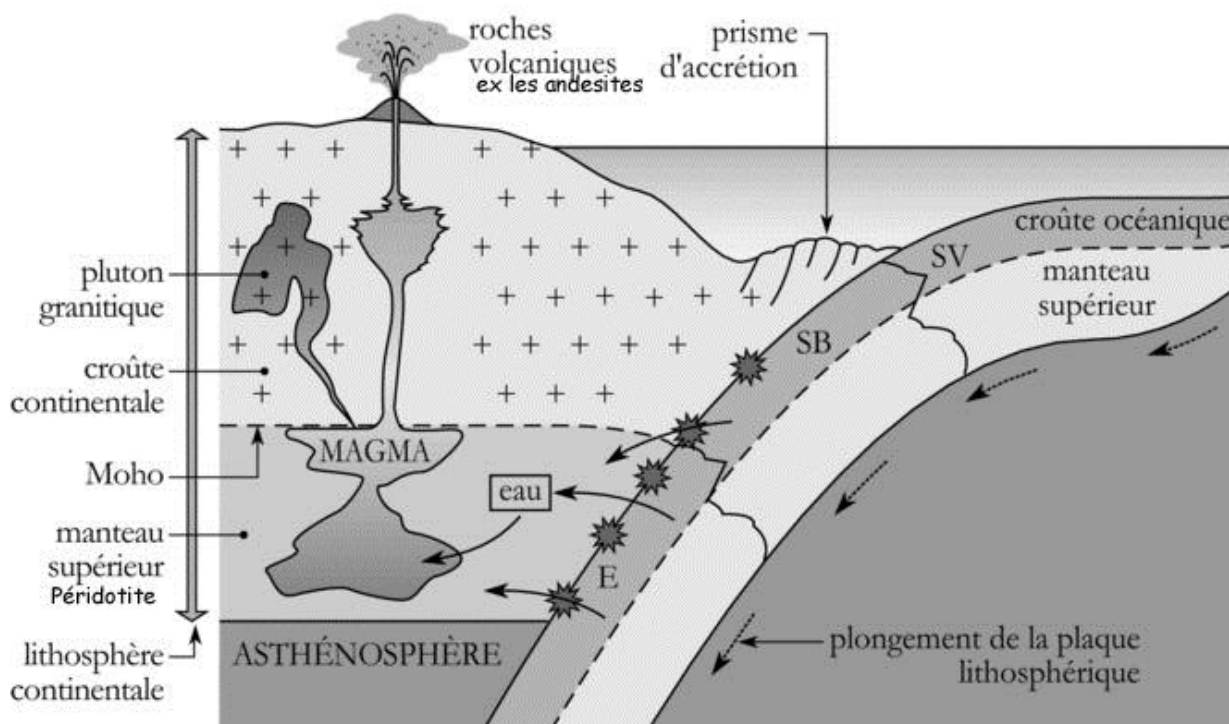 roches
volcaniques
ex les andesites
prisme
d'accrétion
croûte océanique
SV
manteau
supérieur
pluton
granitique
SB
croûte
continentale
MAGMA
Moho
eau
manteau
supérieur
Péridotite
E
lithosphère
continentale
ASTHÉNOSPHÈRE
plongement de la plaque
lithosphérique